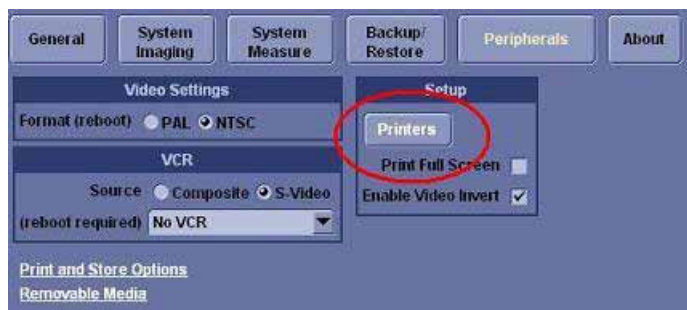 General System Imaging System Measure Backup/ Restore Peripherals About
Video Settings
Format (reboot) PAL NTSC
VCR
Source Composite S-Video
(reboot required) No VCR
Setup
Printers
Print Full Screen
Enable Video Invert
Print and Store Options
Removable Media